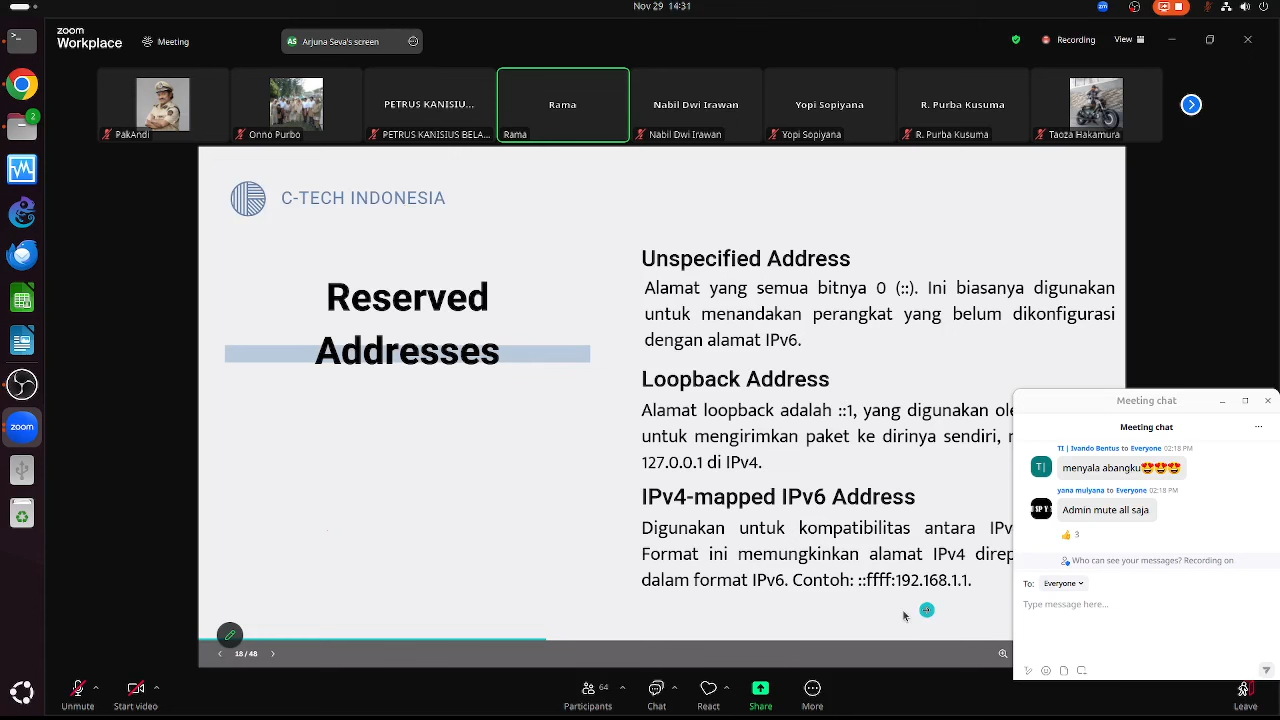 Nov 29 14:31
zoom
Workplace
Meeting
AS Arjuna Seva's screen
Recording
View
2
PETRUS KANISIU...
Rama
Nabil Dwi Irawan
Yopi Sopiyana
R. Purba Kusuma
PakAndi
Onno Purbo
PETRUS KANISIUS BELA...
Rama
Nabil Dwi Irawan
Yopi Sopiyana
R. Purba Kusuma
Taoza Hakamura
C-TECH INDONESIA
Reserved
Addresses
Unspecified Address
Alamat yang semua bitnya 0 (::). Ini biasanya digunakan
untuk menandakan perangkat yang belum dikonfigurasi
dengan alamat IPv6.
Loopback Address
Alamat loopback adalah ::1, yang digunakan
untuk mengirimkan paket ke dirinya sendiri,
127.0.0.1 di IPv4.
IPv4-mapped IPv6 Address
Digunakan untuk kompatibilitas antara
Format ini memungkinkan alamat IPv4
dalam format IPv6. Contoh: ::ffff:192.168.1.1.
18 / 48
Meeting chat
Meeting chat
TI | Ivando Bentus to Everyone 02:18 PM
T|
menyala abangku😍😍😍
yana mulyana to Everyone 02:18 PM
Admin mute all saja
👍 3
Who can see your messages? Recording on
To: Everyone
Type message here...
zoom
Unmute
Start video
64
Participants
Chat
React
Share
More
Leave